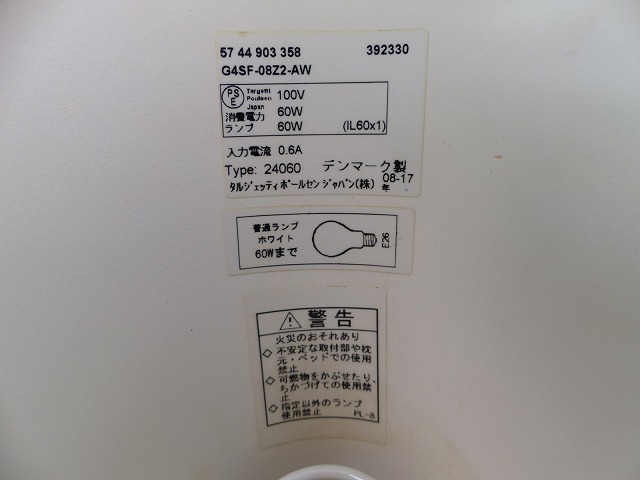 57 44 903 358 392330
G4SF-08Z2-AW
PSE Targetti Poulsen Japan 100V
消費電力 60W
ランプ 60W (IL60x1)
入力電流 0.6A
Type: 24060 デンマーク製
タルジェッティ ポールセン ジャパン(株) 08-17年
普通ランプ
ホワイト
60Wまで
E26
⚠ 警告
火災のおそれあり
◇不安定な取付部や枕
元・ベッドでの使用
禁止
◇可燃物をかぶせたり、
ちかづけての使用禁
止
◇指定以外のランプ
使用禁止 PL-8